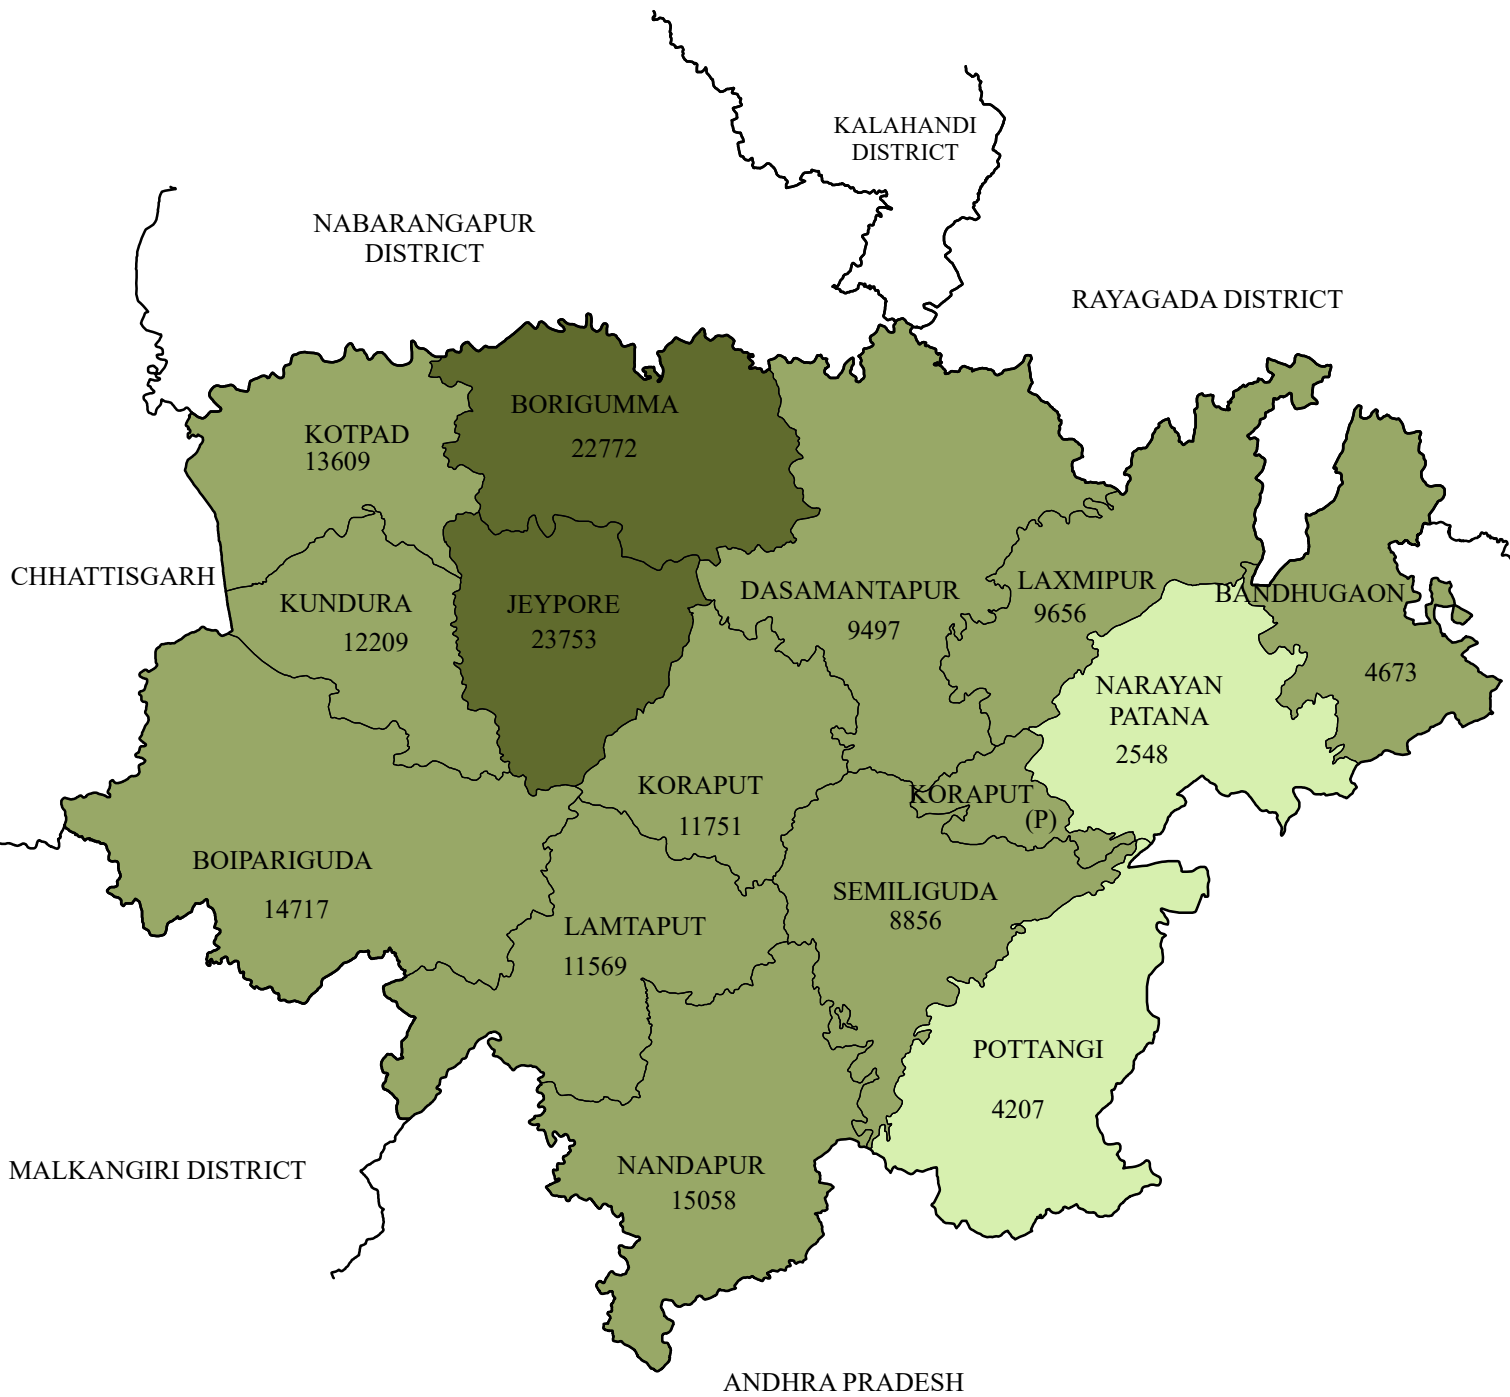 KALAHANDI
DISTRICT
NABARANGAPUR
DISTRICT
RAYAGADA DISTRICT
BORIGUMMA
22772
KOTPAD
13609
CHHATTISGARH
KUNDURA
12209
JEYPORE
23753
DASAMANTAPUR
9497
LAXMIPUR
9656
BANDHUGAON
4673
NARAYAN
PATANA
2548
KORAPUT
11751
KORAPUT
(P)
BOIPARIGUDA
14717
SEMILIGUDA
8856
LAMTAPUT
11569
POTTANGI
4207
MALKANGIRI DISTRICT
NANDAPUR
15058
ANDHRA PRADESH